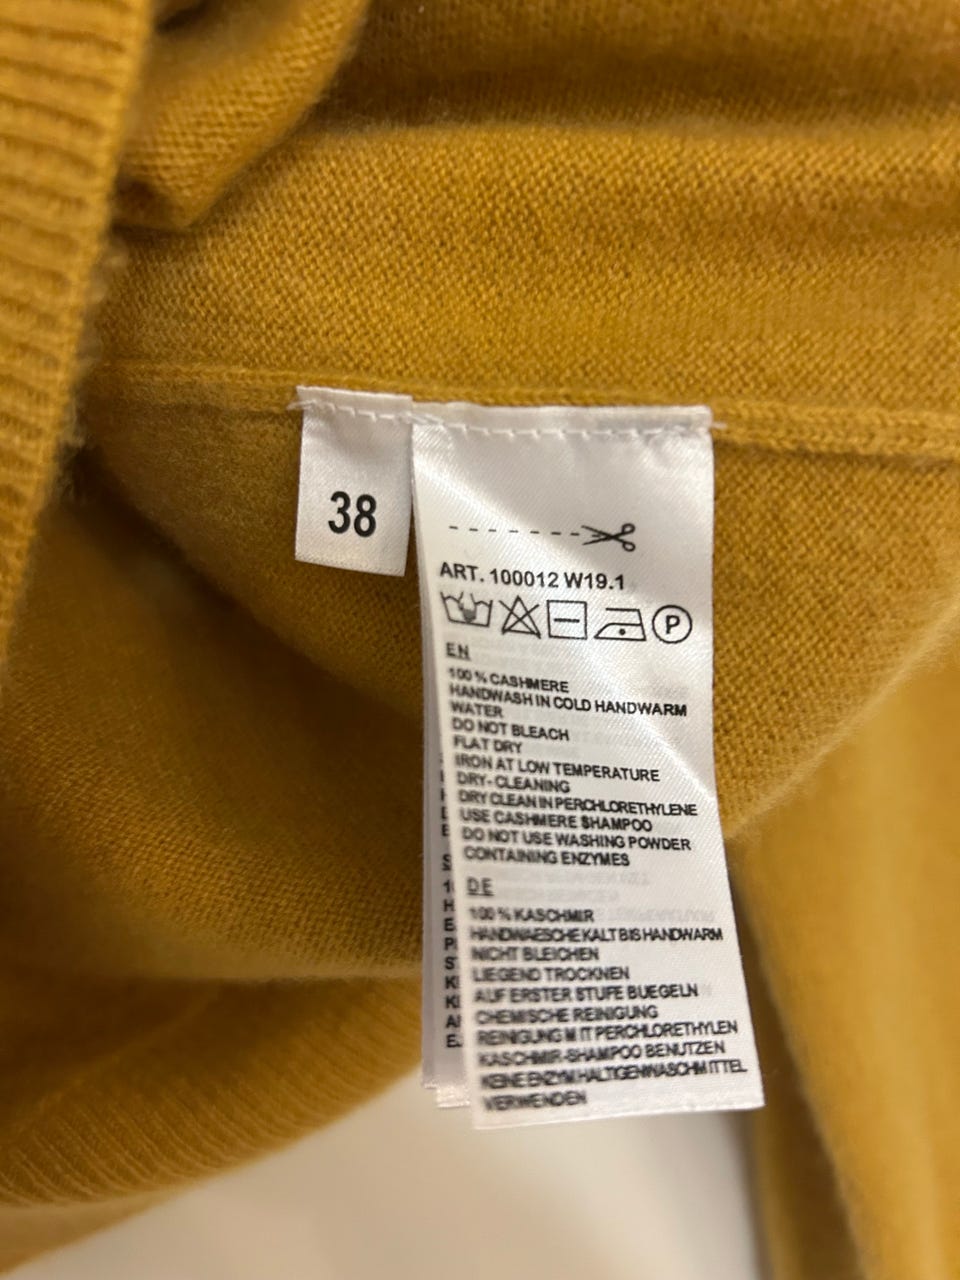 38
ART. 100012 W19.1
P
EN
100 % CASHMERE
HANDWASH IN COLD HANDWARM
WATER
DO NOT BLEACH
FLAT DRY
IRON AT LOW TEMPERATURE
DRY-CLEANING
DRY CLEAN IN PERCHLORETHYLENE
USE CASHMERE SHAMPOO
DO NOT USE WASHING POWDER
CONTAINING ENZYMES
DE
100 % KASCHMIR
HANDWAESCHE KALT BIS HANDWARM
NICHT BLEICHEN
LIEGEND TROCKNEN
AUF ERSTER STUFE BUEGELN
CHEMISCHE REINIGUNG
REINIGUNG MIT PERCHLORETHYLEN
KASCHMIR-SHAMPOO BENUTZEN
KEINE ENZYMHALTIGEN WASCHMITTEL
VERWENDEN